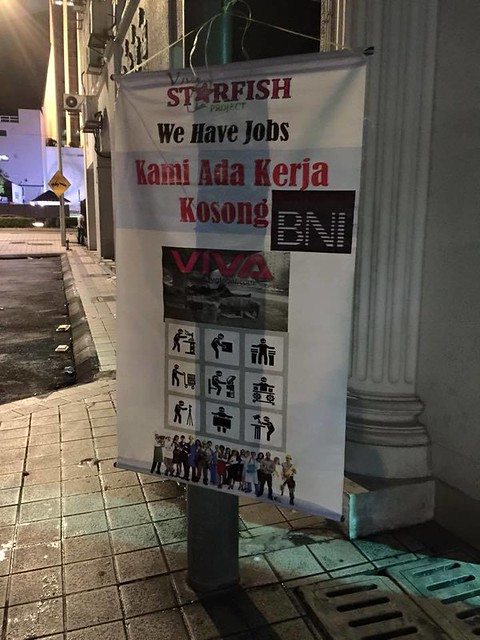 STARFISH
PROJECT
We Have Jobs
Kami Ada Kerja
Kosong
BNI
VIVA